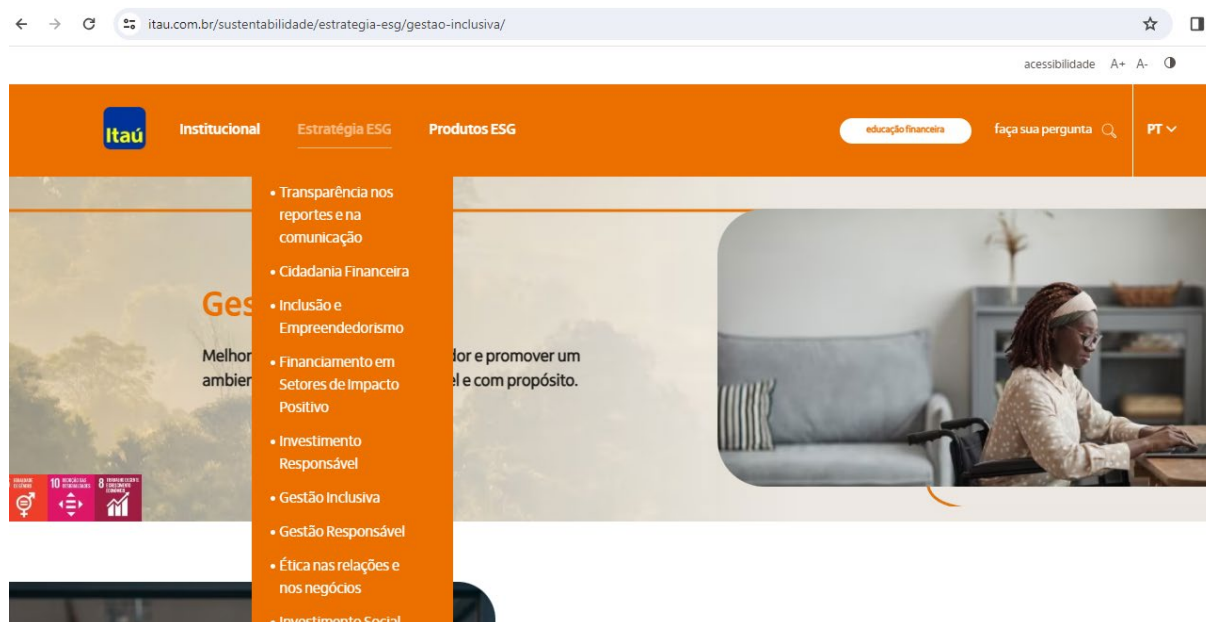 itau.com.br/sustentabilidade/estrategia-esg/gestao-inclusiva/
acessibilidade A+ A-
Itaú
Institucional
Estratégia ESG
Produtos ESG
educação financeira
faça sua pergunta
PT
• Transparência nos
reportes e na
comunicação
• Cidadania Financeira
• Inclusão e
Empreendedorismo
• Financiamento em
Setores de Impacto
Positivo
• Investimento
Responsável
• Gestão Inclusiva
• Gestão Responsável
• Ética nas relações e
nos negócios
• Investimento Social
Ges
Melhor
dor e promover um
ambien
el e com propósito.
10
8